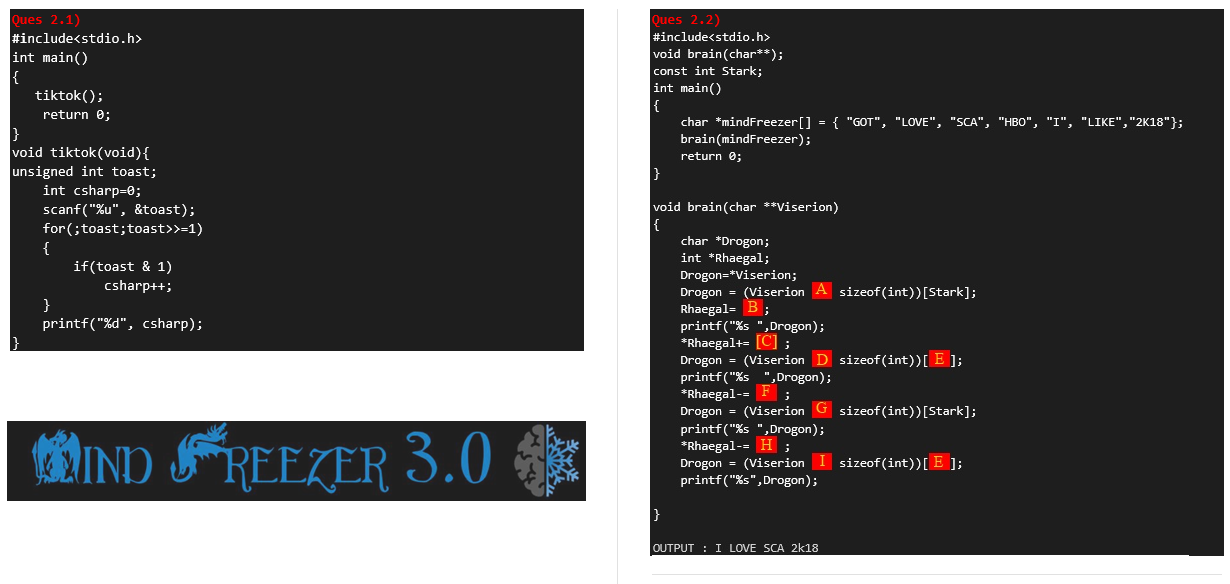 Ques 2.1)
#include<stdio.h>
int main()
{
tiktok();
return 0;
}
void tiktok(void){
unsigned int toast;
int csharp=0;
scanf("%u", &toast);
for(;toast;toast>>=1)
{
if(toast & 1)
csharp++;
}
printf("%d", csharp);
}
MIND FREEZER 3.0
Ques 2.2)
#include<stdio.h>
void brain(char**);
const int Stark;
int main()
{
char *mindFreezer[] = { "GOT", "LOVE", "SCA", "HBO", "I", "LIKE","2K18"};
brain(mindFreezer);
return 0;
}
void brain(char **Viserion)
{
char *Drogon;
int *Rhaegal;
Drogon=*Viserion;
Drogon = (Viserion A sizeof(int))[Stark];
Rhaegal= B ;
printf("%s ",Drogon);
*Rhaegal+= [C] ;
Drogon = (Viserion D sizeof(int))[ E ];
printf("%s  ",Drogon);
*Rhaegal-= F ;
Drogon = (Viserion G sizeof(int))[Stark];
printf("%s ",Drogon);
*Rhaegal-= H ;
Drogon = (Viserion I sizeof(int))[ E ];
printf("%s",Drogon);
}
OUTPUT : I LOVE SCA 2k18